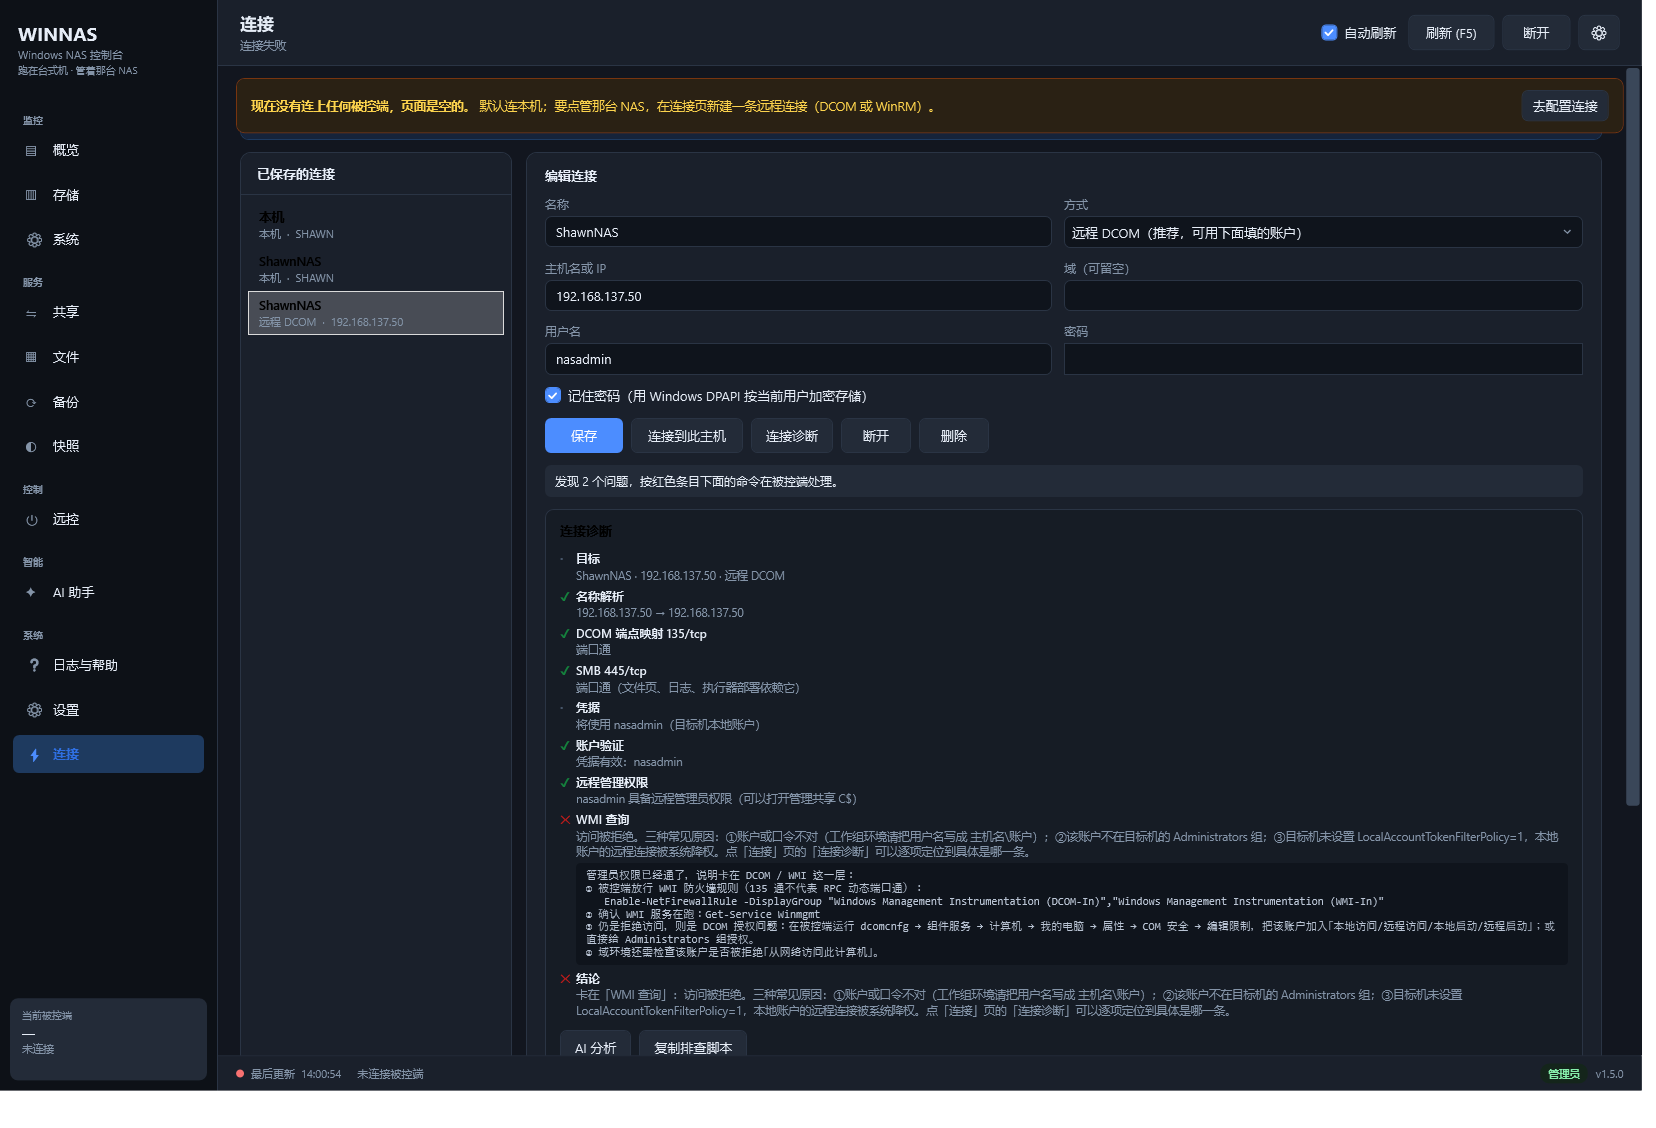 WINNAS
Windows NAS 控制台
跑在台式机 · 管着那台 NAS
监控
概览
存储
系统
服务
共享
文件
备份
快照
控制
远控
智能
AI 助手
系统
日志与帮助
设置
连接
当前被控端
—
未连接
连接
连接失败
自动刷新
刷新 (F5)
断开
现在没有连上任何被控端，页面是空的。 默认连本机；要点管那台 NAS，在连接页新建一条远程连接（DCOM 或 WinRM）。
去配置连接
已保存的连接
本机
本机 · SHAWN
ShawnNAS
本机 · SHAWN
ShawnNAS
远程 DCOM · 192.168.137.50
编辑连接
名称
方式
ShawnNAS
远程 DCOM（推荐，可用下面填的账户）
主机名或 IP
域（可留空）
192.168.137.50
用户名
密码
nasadmin
记住密码（用 Windows DPAPI 按当前用户加密存储）
保存
连接到此主机
连接诊断
断开
删除
发现 2 个问题，按红色条目下面的命令在被控端处理。
连接诊断
· 目标
ShawnNAS · 192.168.137.50 · 远程 DCOM
✓ 名称解析
192.168.137.50 → 192.168.137.50
✓ DCOM 端点映射 135/tcp
端口通
✓ SMB 445/tcp
端口通（文件页、日志、执行器部署依赖它）
· 凭据
将使用 nasadmin（目标机本地账户）
✓ 账户验证
凭据有效：nasadmin
✓ 远程管理权限
nasadmin 具备远程管理员权限（可以打开管理共享 C$）
✕ WMI 查询
访问被拒绝。三种常见原因：①账户或口令不对（工作组环境请把用户名写成 主机名\账户）；②该账户不在目标机的 Administrators 组；③目标机未设置 LocalAccountTokenFilterPolicy=1，本地
账户的远程连接被系统降权。点「连接」页的「连接诊断」可以逐项定位到具体是哪一条。
管理员权限已经通了，说明卡在 DCOM / WMI 这一层：
① 被控端放行 WMI 防火墙规则（135 通不代表 RPC 动态端口通）：
Enable-NetFirewallRule -DisplayGroup "Windows Management Instrumentation (DCOM-In)","Windows Management Instrumentation (WMI-In)"
② 确认 WMI 服务在跑：Get-Service Winmgmt
③ 仍是拒绝访问，则是 DCOM 授权问题：在被控端运行 dcomcnfg → 组件服务 → 计算机 → 我的电脑 → 属性 → COM 安全 → 编辑限制，把该账户加入「本地访问/远程访问/本地启动/远程启动」；或
直接给 Administrators 组授权。
④ 域环境还需检查该账户是否被拒绝「从网络访问此计算机」。
✕ 结论
卡在「WMI 查询」：访问被拒绝。三种常见原因：①账户或口令不对（工作组环境请把用户名写成 主机名\账户）；②该账户不在目标机的 Administrators 组；③目标机未设置
LocalAccountTokenFilterPolicy=1，本地账户的远程连接被系统降权。点「连接」页的「连接诊断」可以逐项定位到具体是哪一条。
AI 分析
复制排查脚本
最后更新 14:00:54 未连接被控端
管理员 v1.5.0